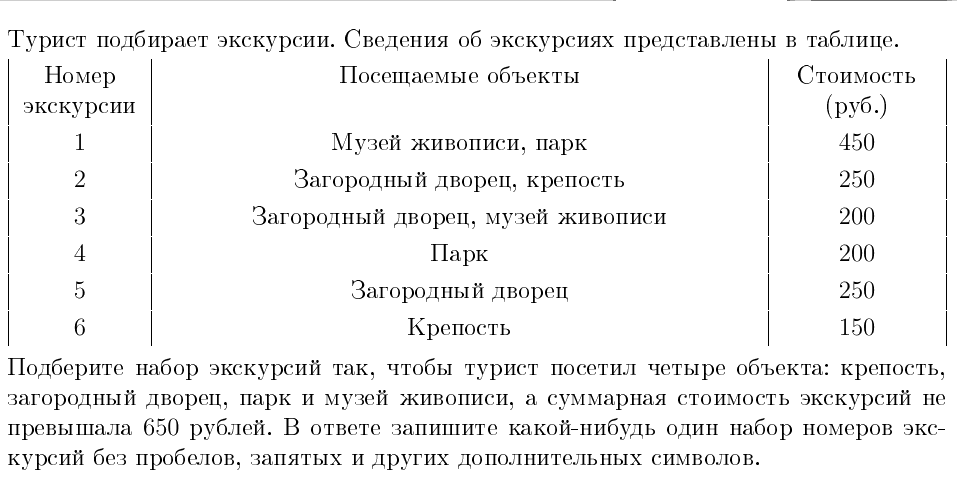 Турист подбирает экскурсии. Сведения об экскурсиях представлены в таблице.
Номер экскурсии Посещаемые объекты Стоимость (руб.)
1 Музей живописи, парк 450
2 Загородный дворец, крепость 250
3 Загородный дворец, музей живописи 200
4 Парк 200
5 Загородный дворец 250
6 Крепость 150
Подберите набор экскурсий так, чтобы турист посетил четыре объекта: крепость,
загородный дворец, парк и музей живописи, а суммарная стоимость экскурсий не
превышала 650 рублей. В ответе запишите какой-нибудь один набор номеров экс-
курсий без пробелов, запятых и других дополнительных символов.